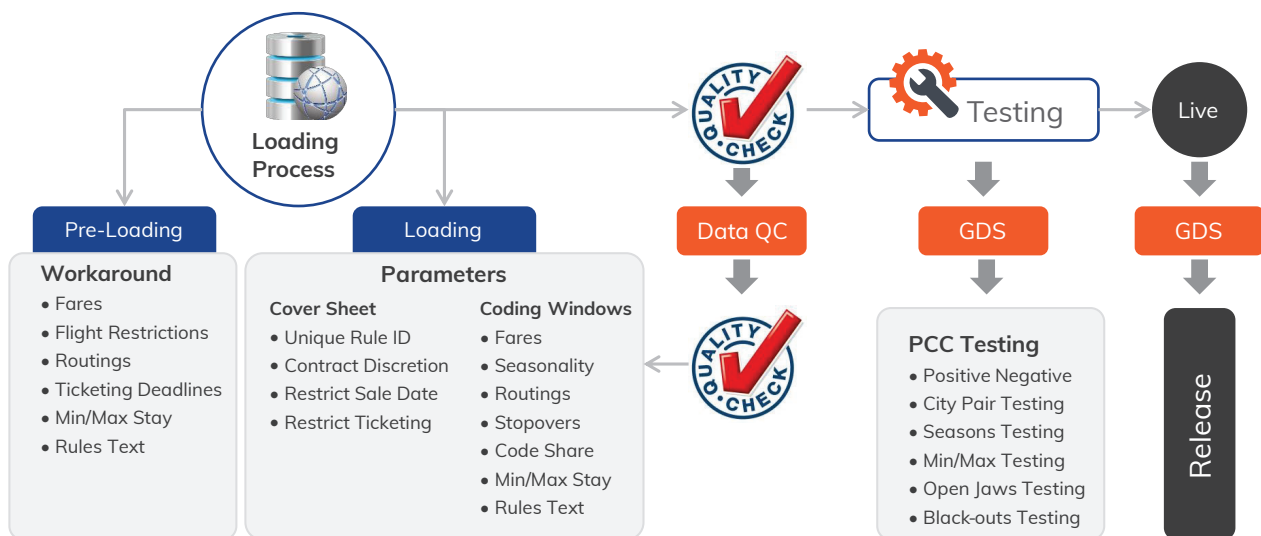 Loading
Process
QUALITY
CHECK
Testing
Live
Pre-Loading
Workaround
• Fares
• Flight Restrictions
• Routings
• Ticketing Deadlines
• Min/Max Stay
• Rules Text
Loading
Parameters
Cover Sheet
• Unique Rule ID
• Contract Discretion
• Restrict Sale Date
• Restrict Ticketing
Coding Windows
• Fares
• Seasonality
• Routings
• Stopovers
• Code Share
• Min/Max Stay
• Rules Text
Data QC
QUALITY
CHECK
GDS
PCC Testing
• Positive Negative
• City Pair Testing
• Seasons Testing
• Min/Max Testing
• Open Jaws Testing
• Black-outs Testing
GDS
Release